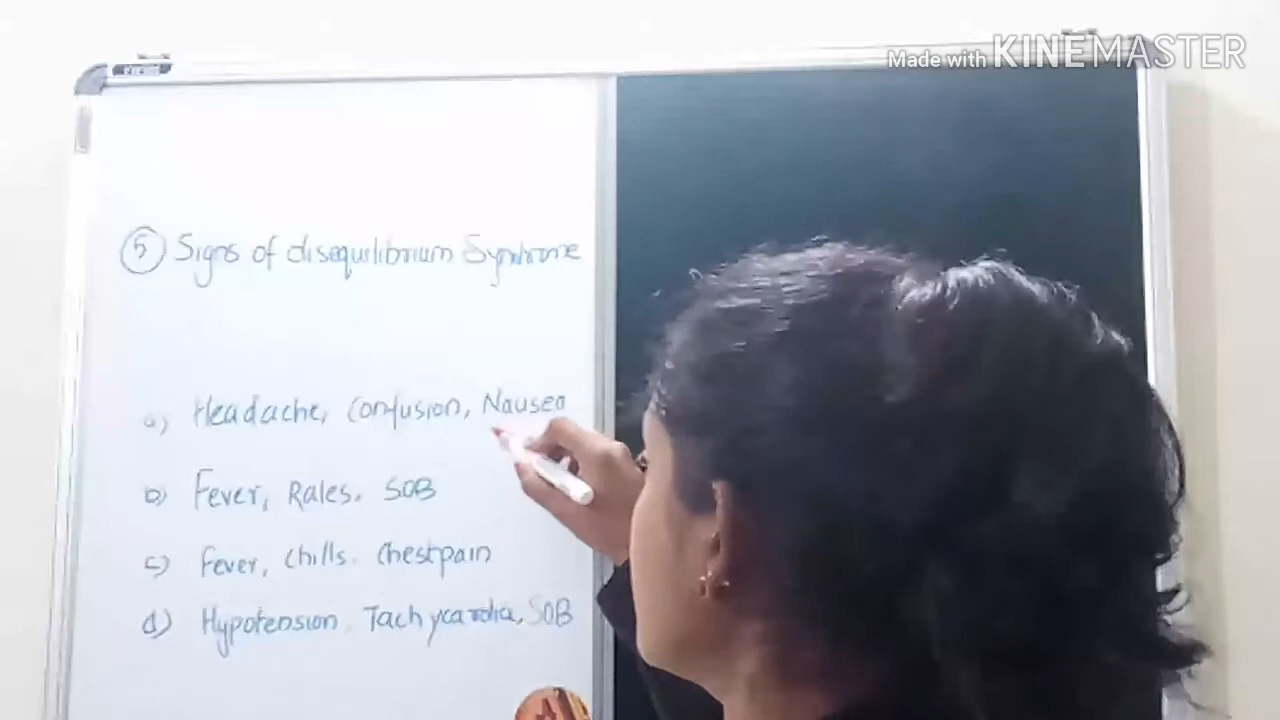 Made with KINEMASTER
5 Signs of disequilibrium Syndrome
a) Headache, Confusion, Nausea
b) Fever, Rales, SOB
c) Fever, Chills, Chestpain
d) Hypotension, Tachycardia, SOB